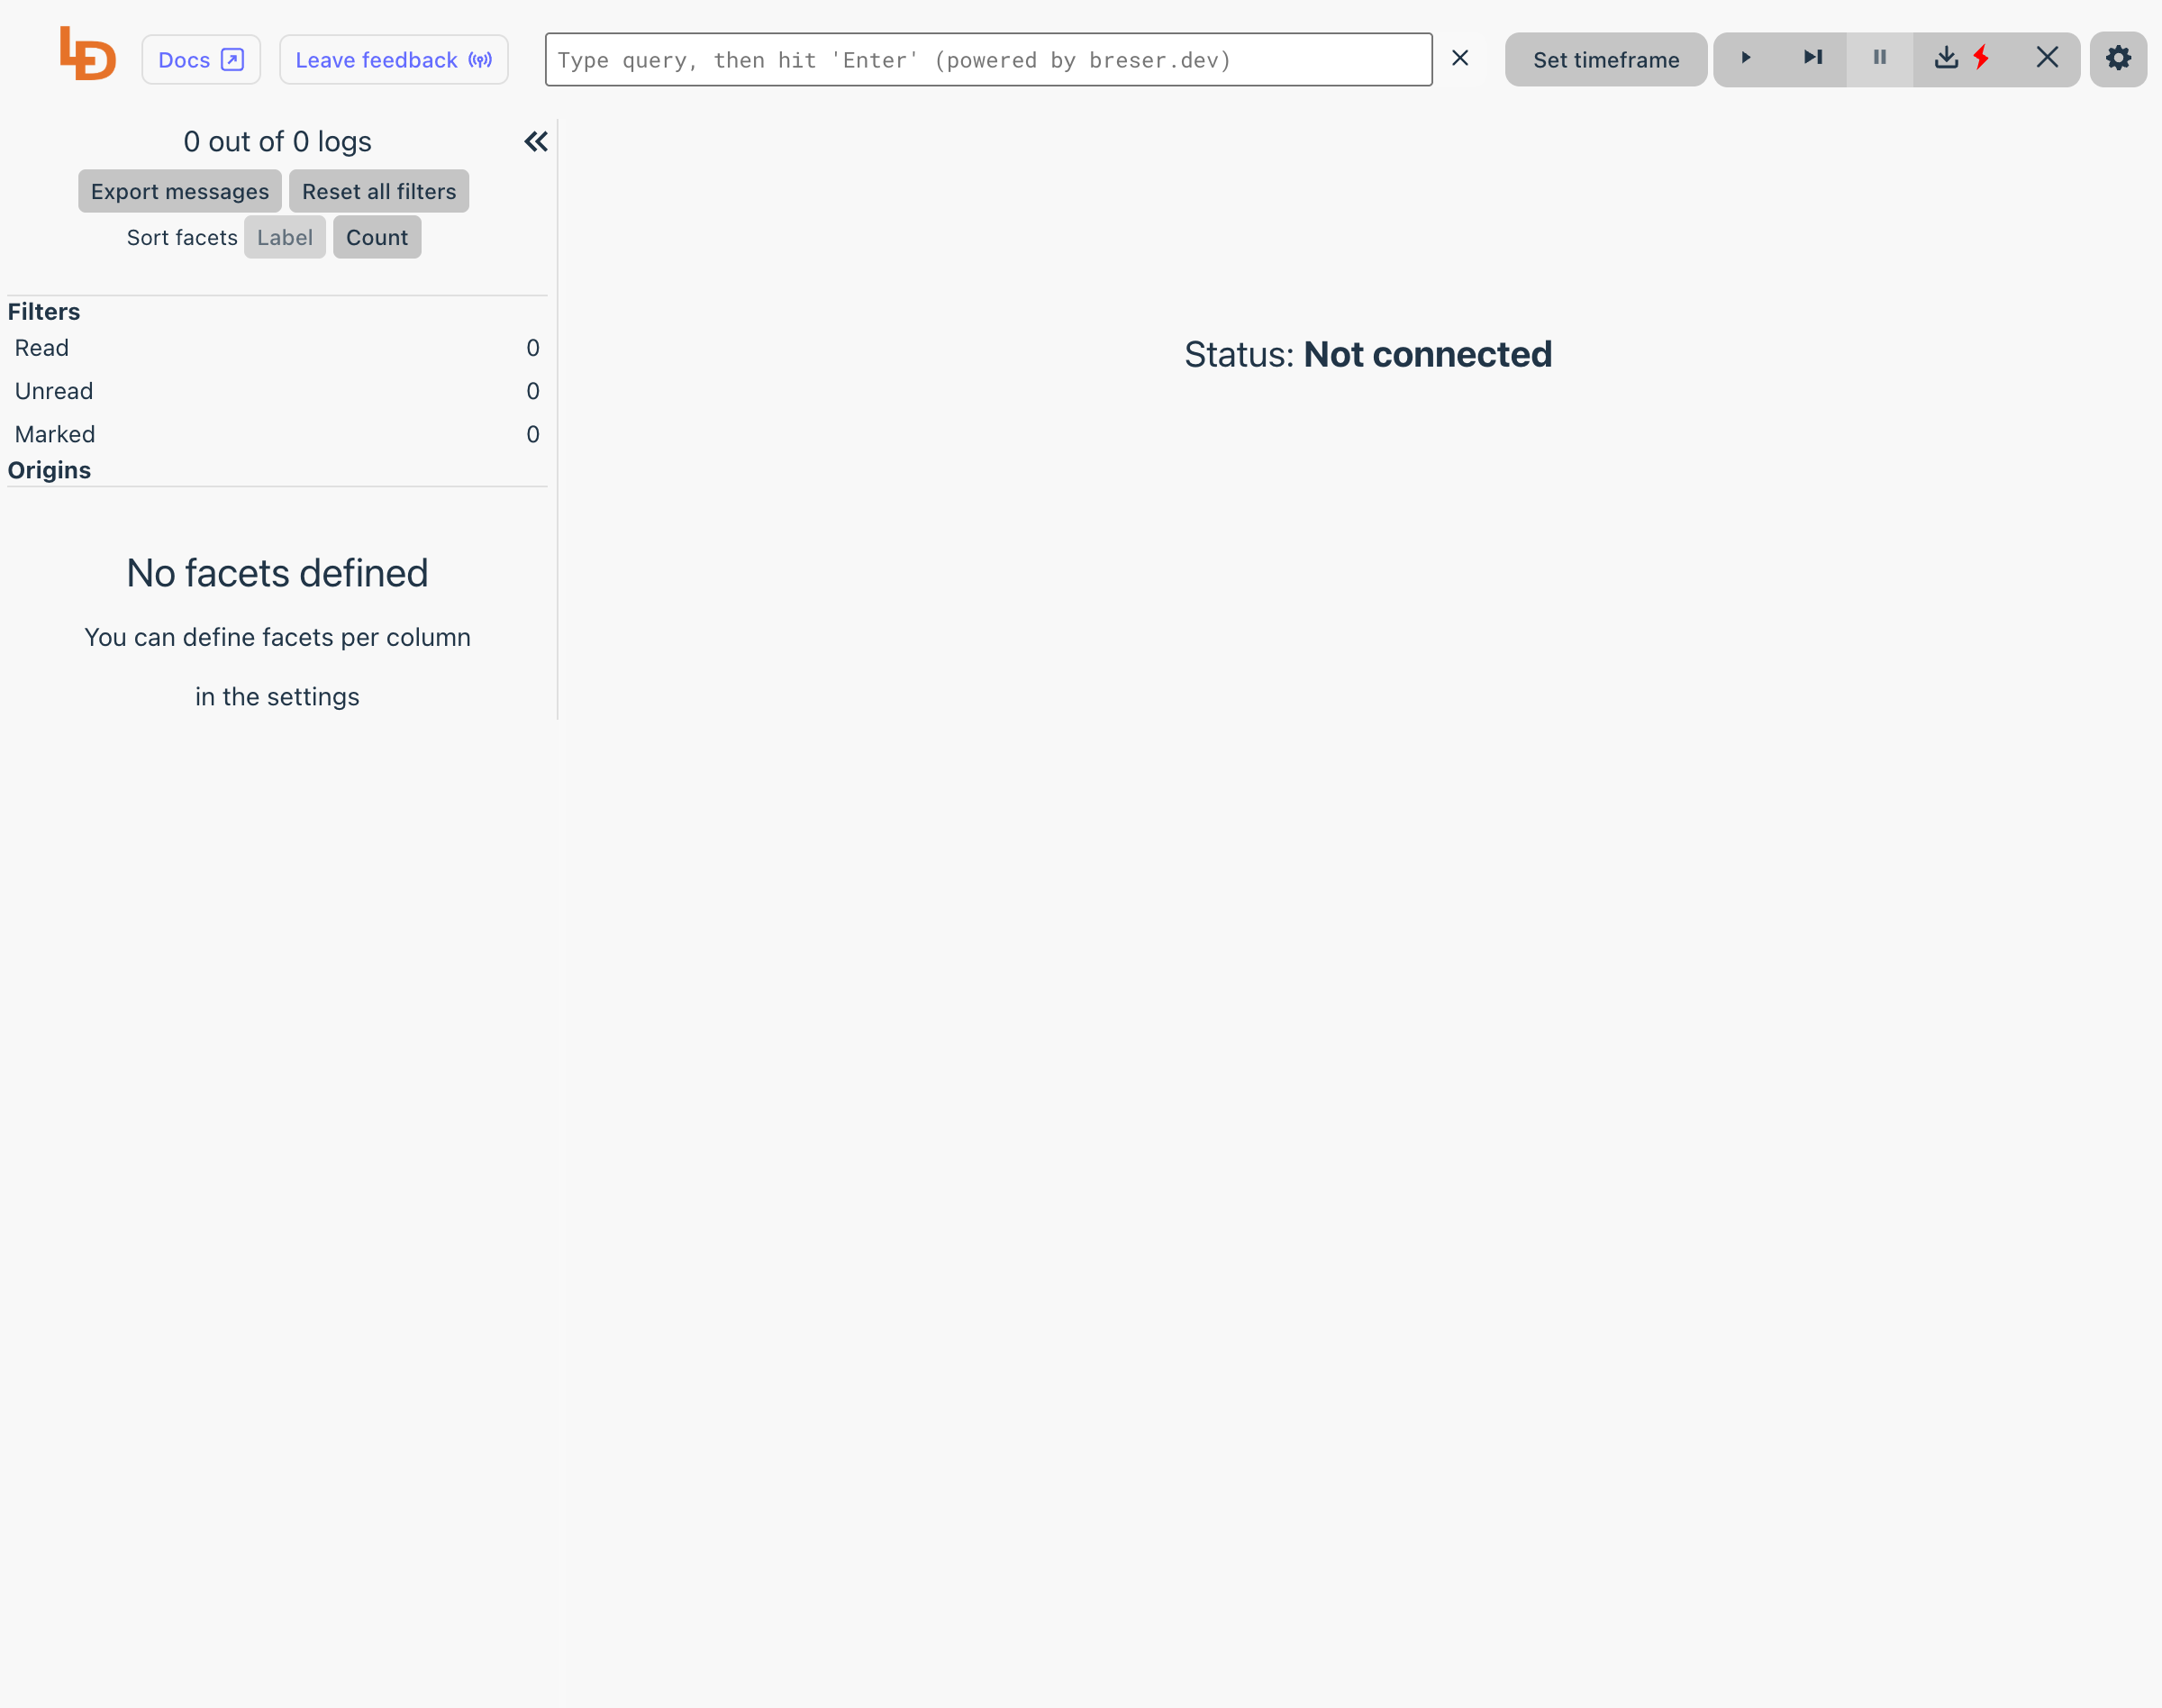 LD
Docs
Leave feedback
Type query, then hit 'Enter' (powered by breser.dev)
Set timeframe
0 out of 0 logs
Export messages
Reset all filters
Sort facets Label Count
Filters
Read 0
Unread 0
Marked 0
Origins
No facets defined
You can define facets per column
in the settings
Status: Not connected